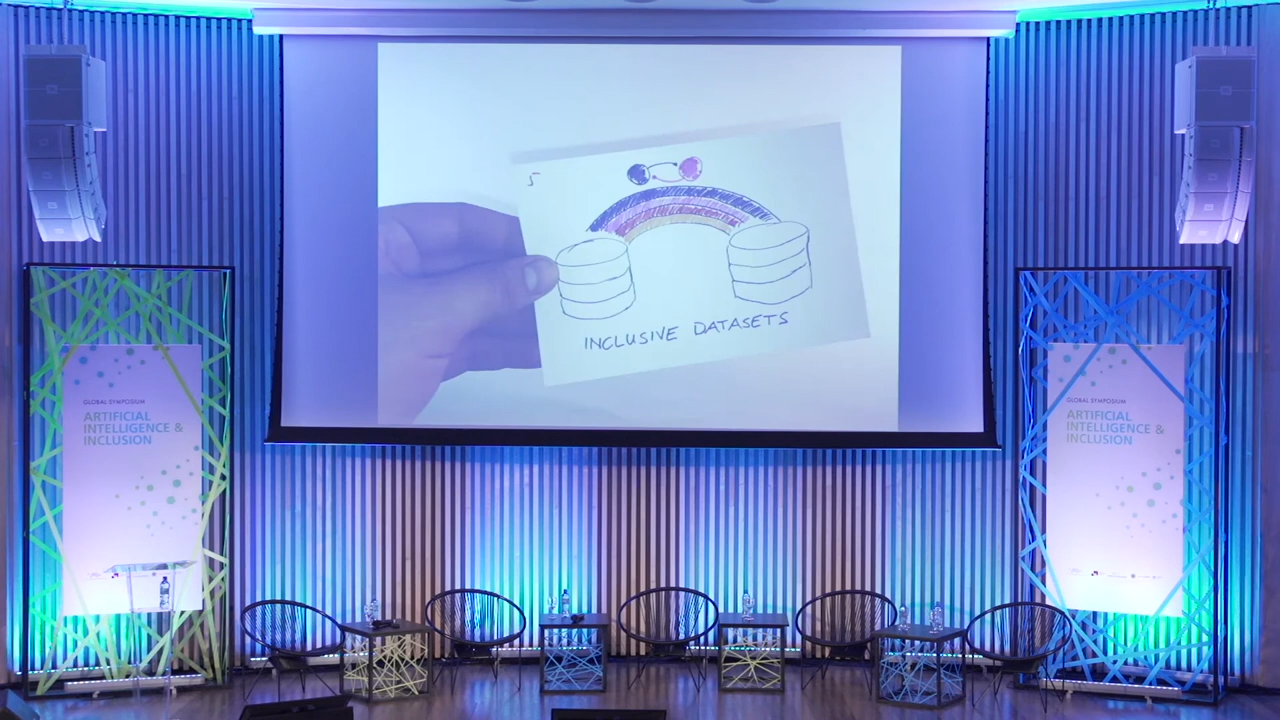 5
INCLUSIVE DATASETS
GLOBAL SYMPOSIUM
ARTIFICIAL
INTELLIGENCE &
INCLUSION
GLOBAL SYMPOSIUM
ARTIFICIAL
INTELLIGENCE &
INCLUSION